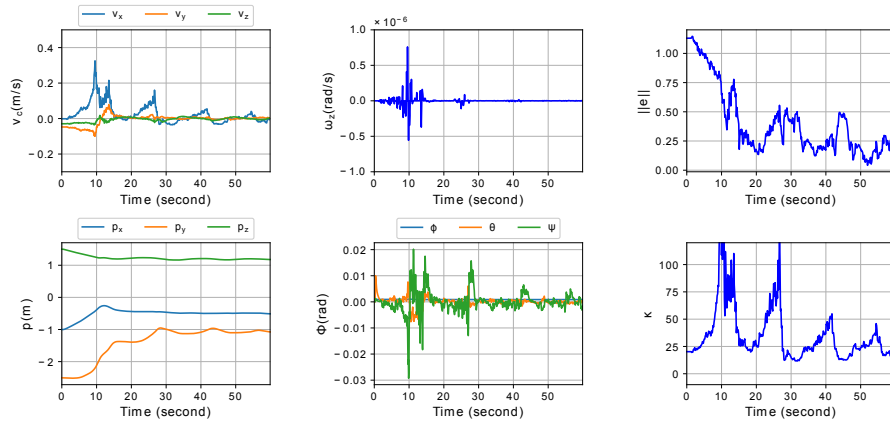 v_x v_y v_z
v_c(m/s)
0.4
0.2
0.0
−0.2
0 10 20 30 40 50
Time (second)
× 10⁻⁶
ω_z(rad/s)
1.0
0.5
0.0
−0.5
−1.0
0 10 20 30 40 50
Time (second)
||e||
1.00
0.75
0.50
0.25
0.00
0 10 20 30 40 50
Time (second)
p_x p_y p_z
p(m)
1
0
−1
−2
0 10 20 30 40 50
Time (second)
ϕ θ ψ
Φ(rad)
0.02
0.01
0.00
−0.01
−0.02
−0.03
0 10 20 30 40 50
Time (second)
κ
100
75
50
25
0
0 10 20 30 40 50
Time (second)